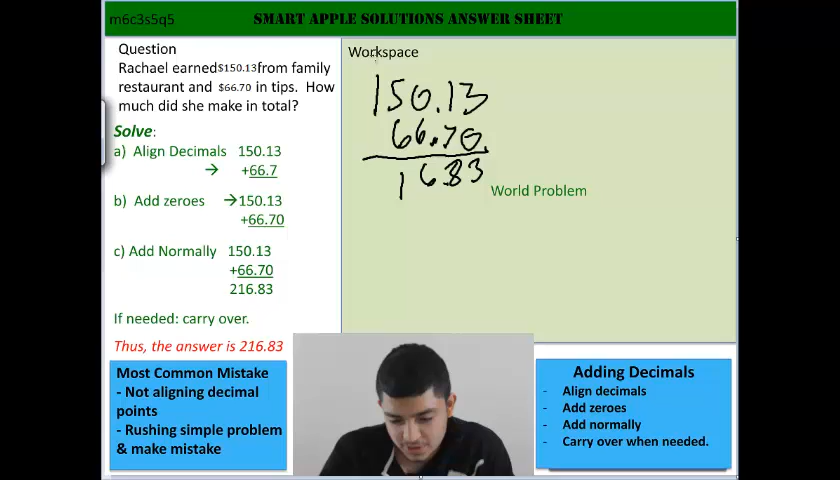 m6c3s5q5
SMART APPLE SOLUTIONS ANSWER SHEET
Question
Rachael earned $150.13 from family
restaurant and $66.70 in tips. How
much did she make in total?
Solve:
a) Align Decimals 150.13
→ +66.7
b) Add zeroes →150.13
+66.70
c) Add Normally 150.13
+66.70
216.83
If needed: carry over.
Thus, the answer is 216.83
Most Common Mistake
- Not aligning decimal
points
- Rushing simple problem
& make mistake
Workspace
150.13
66.70.
16.83
World Problem
Adding Decimals
- Align decimals
- Add zeroes
- Add normally
- Carry over when needed.